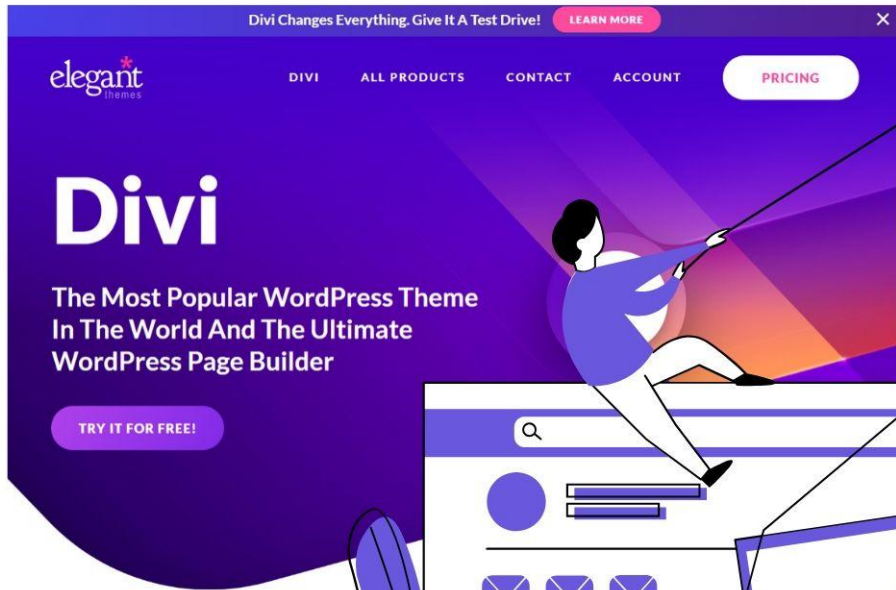 Divi Changes Everything. Give It A Test Drive! LEARN MORE
elegant
themes
DIVI ALL PRODUCTS CONTACT ACCOUNT PRICING
Divi
The Most Popular WordPress Theme
In The World And The Ultimate
WordPress Page Builder
TRY IT FOR FREE!